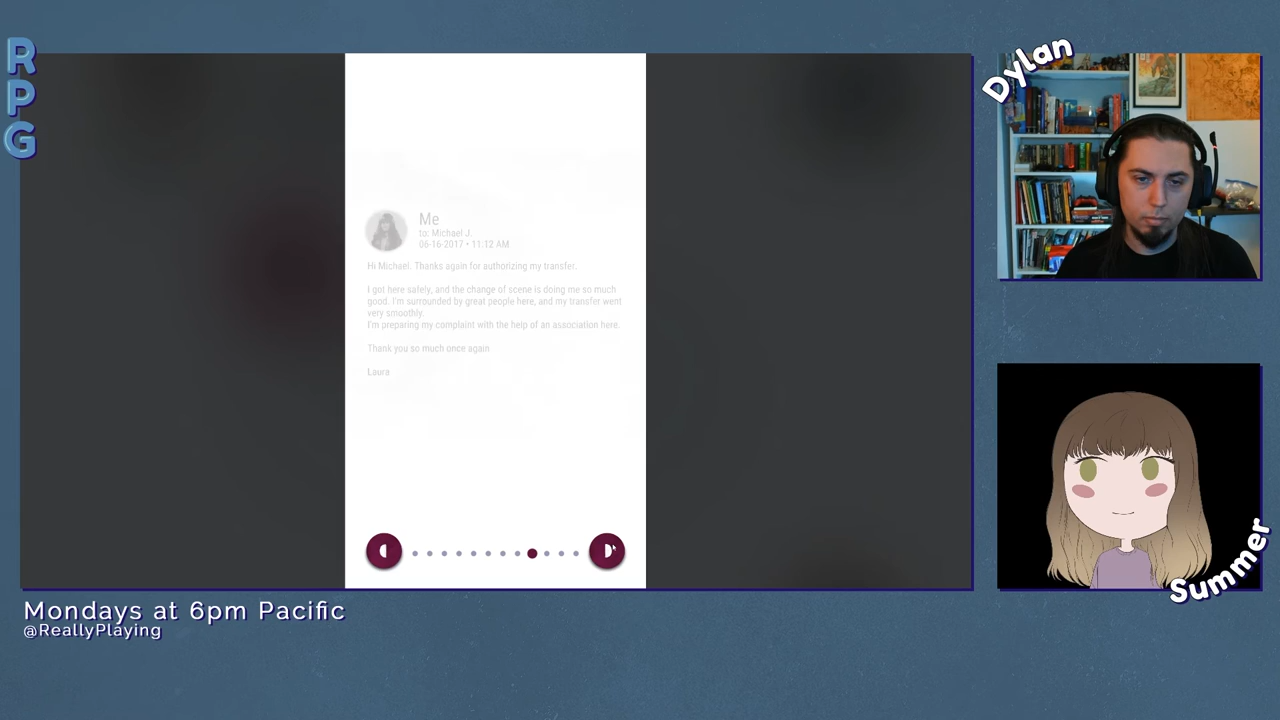 RPG
Dylan
Me
to: Michael J.
06-16-2017 • 11:12 AM
Hi Michael. Thanks again for authorizing my transfer.
I got here safely, and the change of scene is doing me so much
good. I'm surrounded by great people here, and my transfer went
very smoothly.
I'm preparing my complaint with the help of an association here.
Thank you so much once again
Laura
Summer
Mondays at 6pm Pacific
@ReallyPlaying